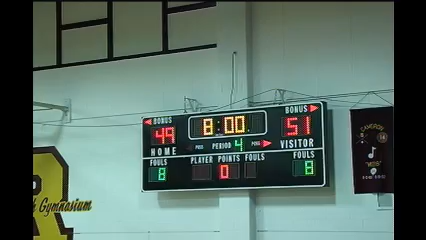 BONUS BONUS
49 8:00 51
HOME POSS PERIOD 4 POSS VISITOR
FOULS PLAYER POINTS FOULS FOULS
8 0 8
R
Gymnasium
CAMERON